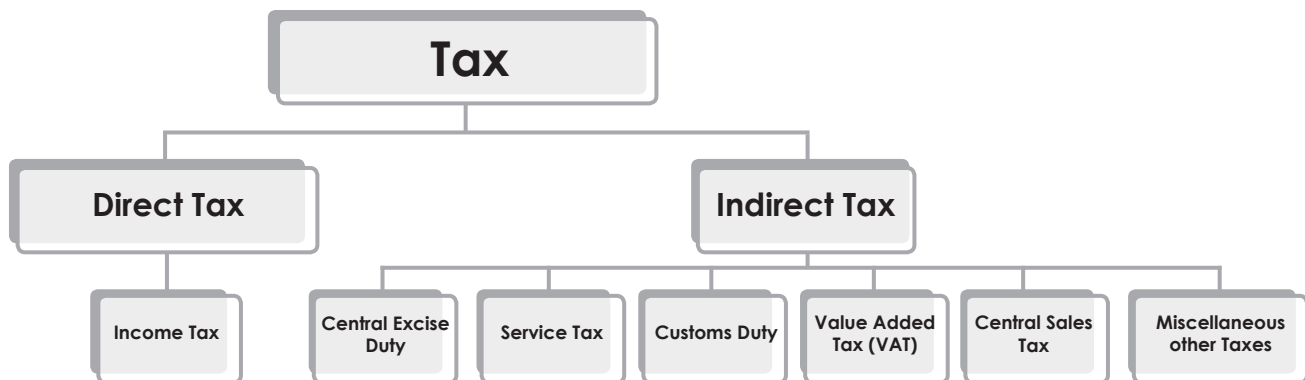 Tax
Direct Tax
Indirect Tax
Income Tax
Central Excise
Duty
Service Tax
Customs Duty
Value Added
Tax (VAT)
Central Sales
Tax
Miscellaneous
other Taxes